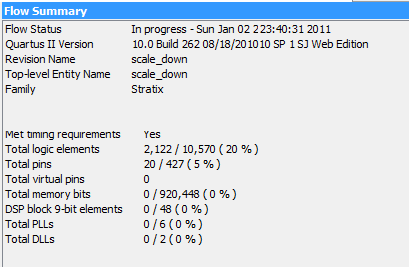 Flow Summary
Flow Status In progress - Sun Jan 02 223:40:31 2011
Quartus II Version 10.0 Build 262 08/18/201010 SP 1 SJ Web Edition
Revision Name scale_down
Top-level Entity Name scale_down
Family Stratix
Met timing requirements Yes
Total logic elements 2,122 / 10,570 ( 20 % )
Total pins 20 / 427 ( 5 % )
Total virtual pins 0
Total memory bits 0 / 920,448 ( 0 % )
DSP block 9-bit elements 0 / 48 ( 0 % )
Total PLLs 0 / 6 ( 0 % )
Total DLLs 0 / 2 ( 0 % )